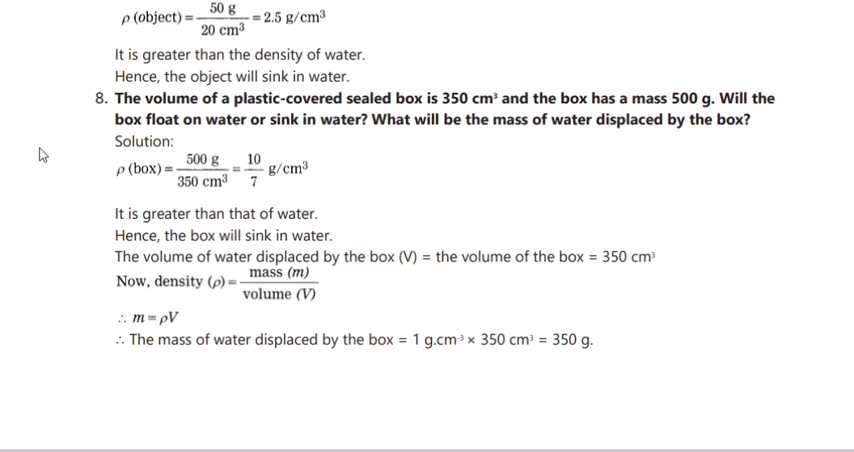 ρ (object) = 50 g / 20 cm³ = 2.5 g/cm³
It is greater than the density of water.
Hence, the object will sink in water.
8. The volume of a plastic-covered sealed box is 350 cm³ and the box has a mass 500 g. Will the
box float on water or sink in water? What will be the mass of water displaced by the box?
Solution:
ρ (box) = 500 g / 350 cm³ = 10 / 7 g/cm³
It is greater than that of water.
Hence, the box will sink in water.
The volume of water displaced by the box (V) = the volume of the box = 350 cm³
Now, density (ρ) = mass (m) / volume (V)
∴ m = ρV
∴ The mass of water displaced by the box = 1 g.cm⁻³ × 350 cm³ = 350 g.